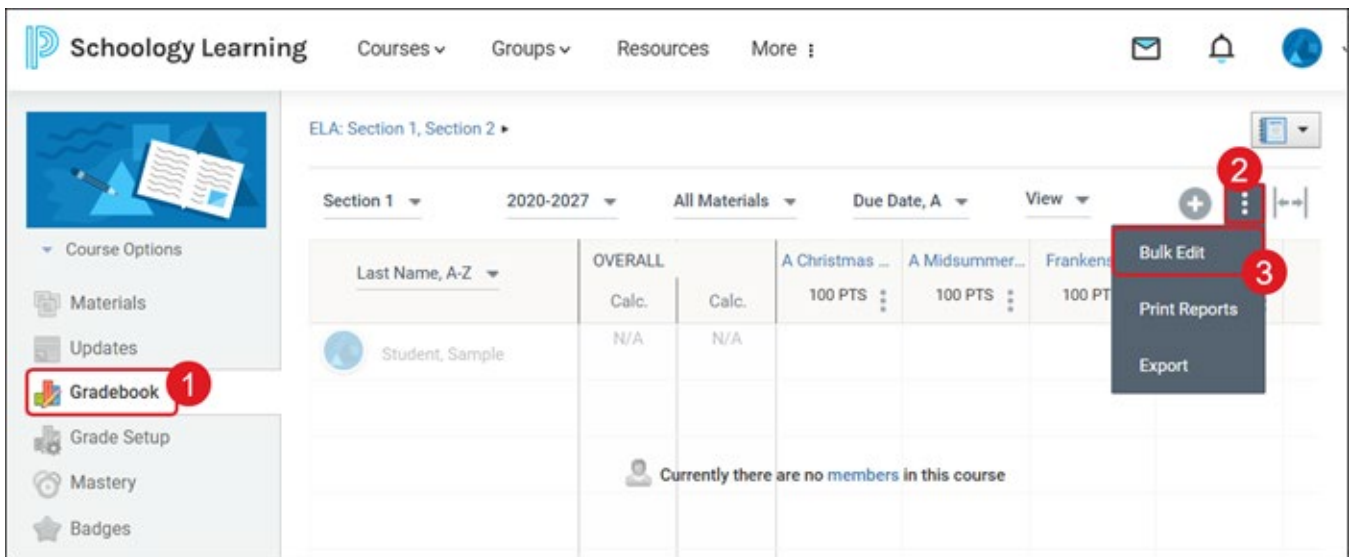 Schoology Learning Courses Groups Resources More
ELA: Section 1, Section 2
2
Section 1 2020-2027 All Materials Due Date, A View
Course Options
Last Name, A-Z OVERALL A Christmas ... A Midsummer... Frankens Bulk Edit
3
Calc. Calc. 100 PTS 100 PTS 100 PT
Materials
Print Reports
Updates
Student, Sample N/A N/A
Export
Gradebook 1
Grade Setup
Currently there are no members in this course
Mastery
Badges